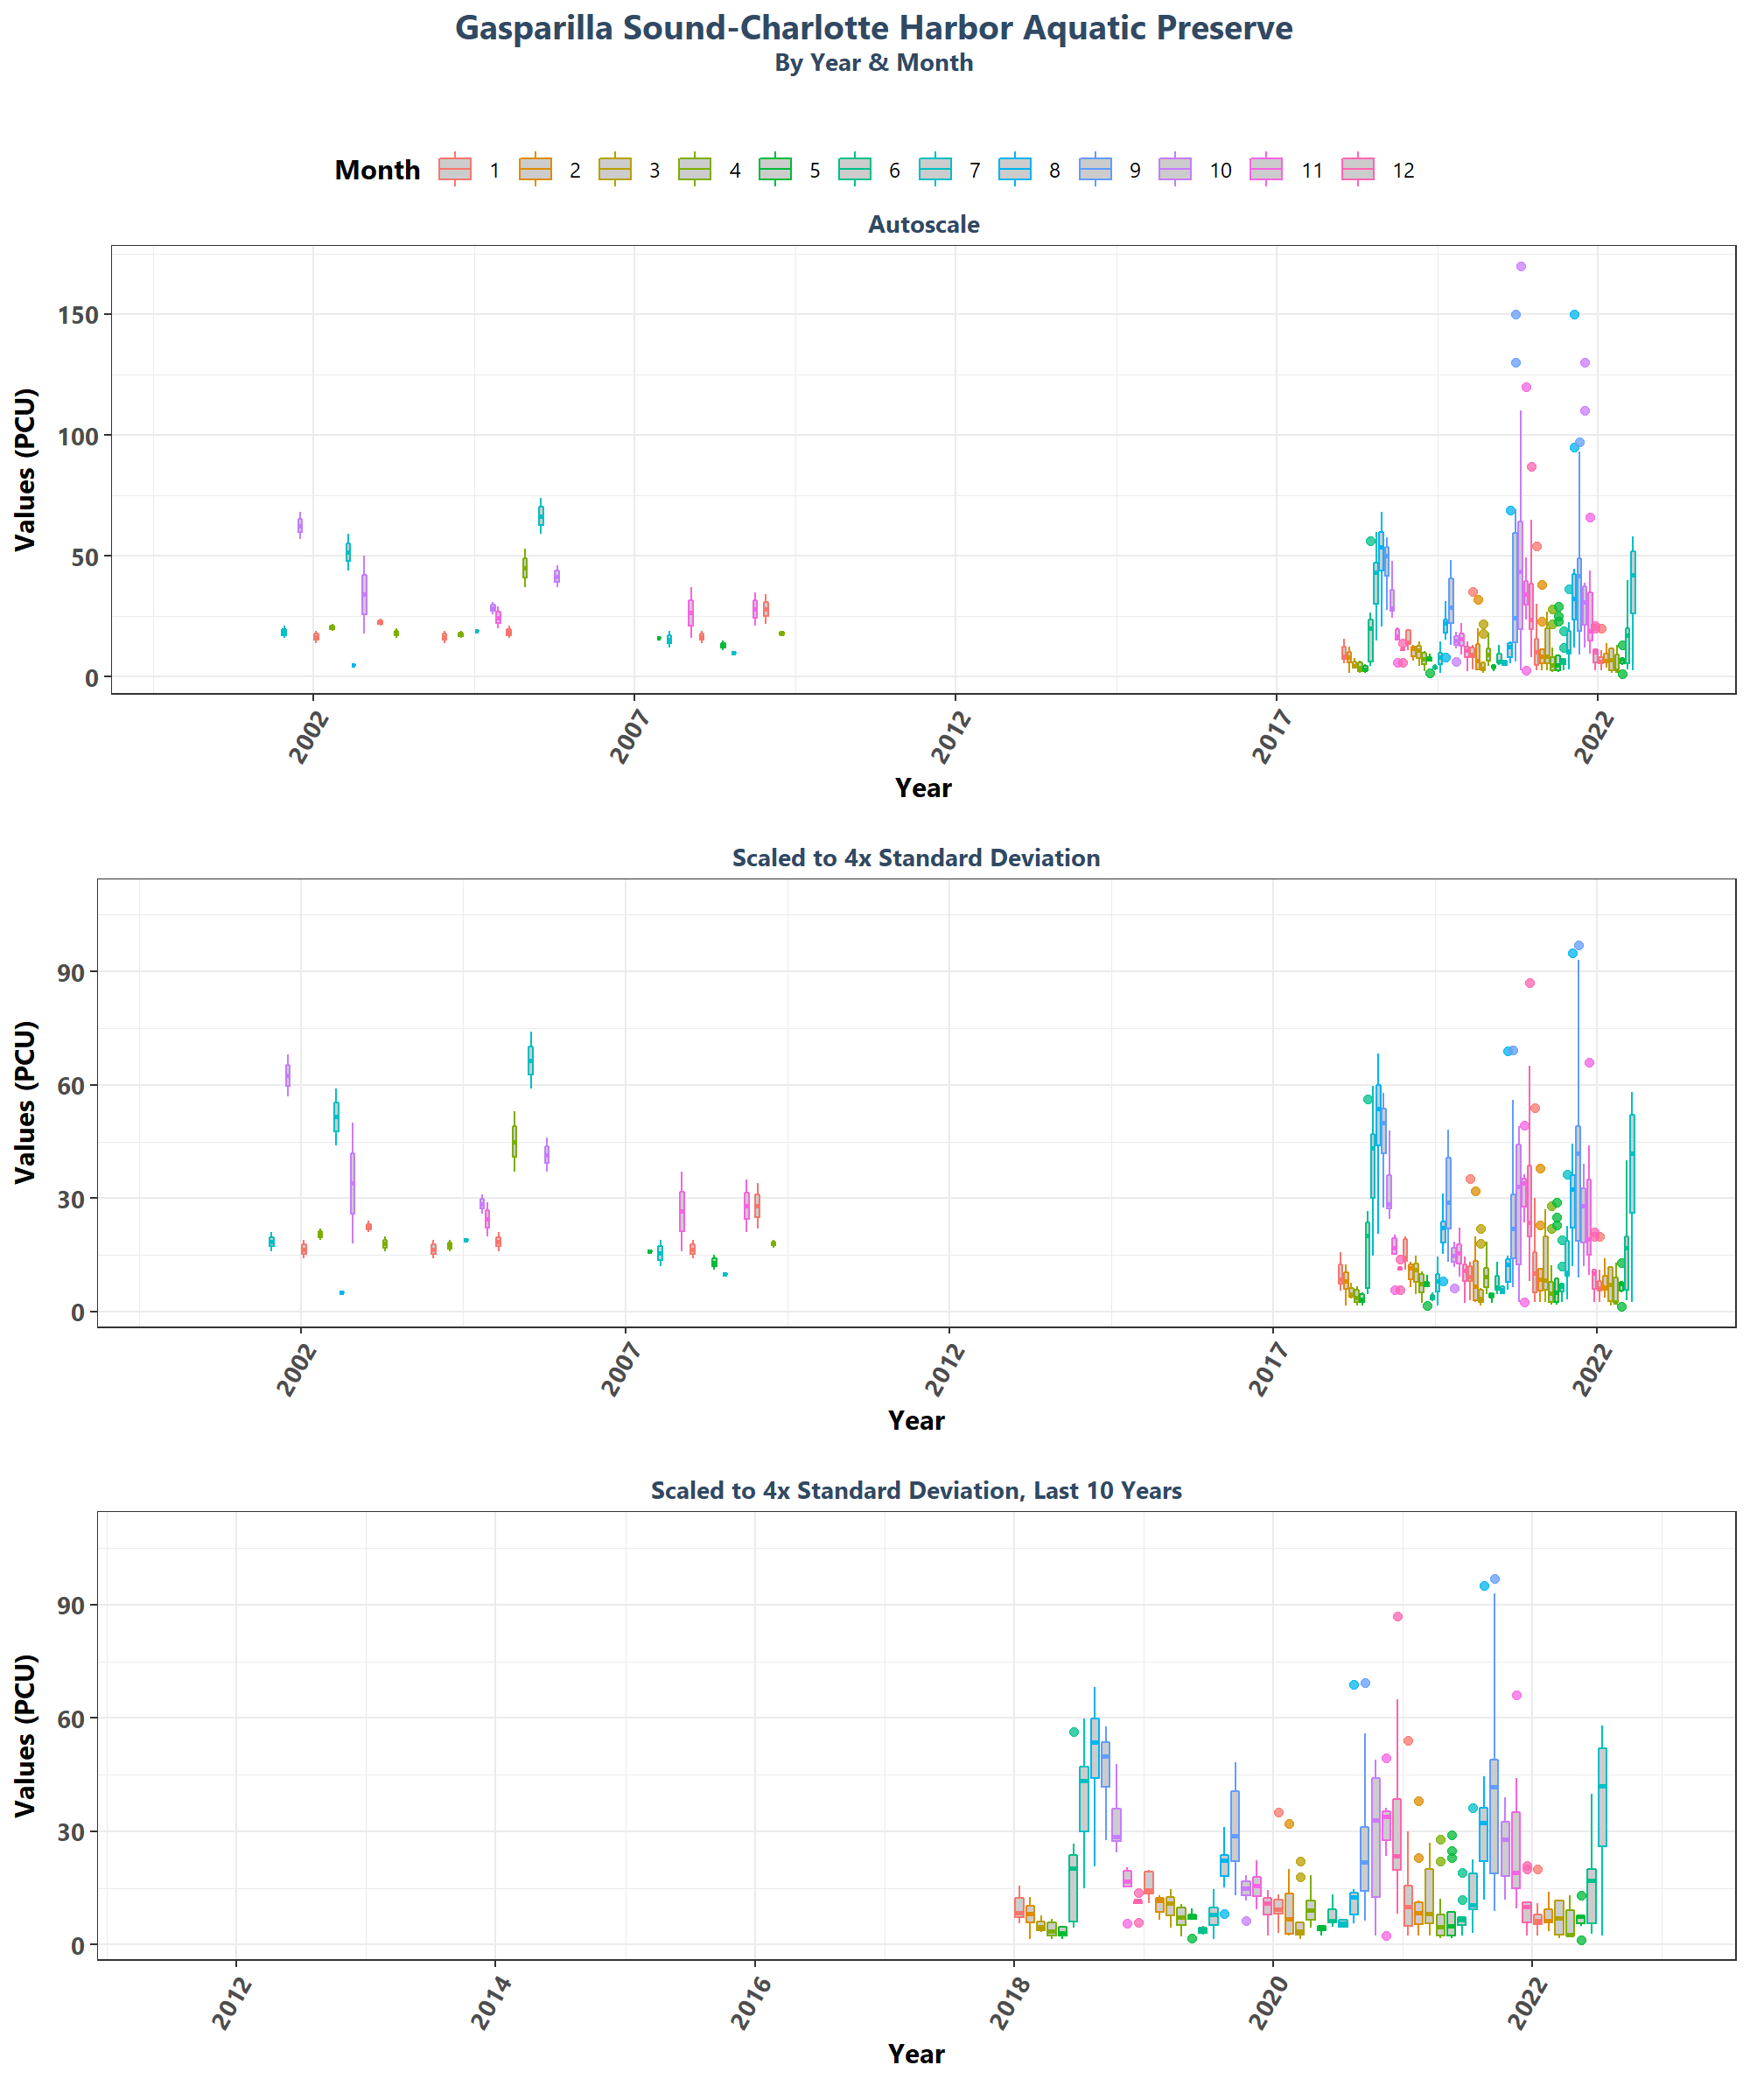 Gasparilla Sound-Charlotte Harbor Aquatic Preserve
By Year & Month
Month 1 2 3 4 5 6 7 8 9 10 11 12
Autoscale
Values (PCU)
150
100
50
0
2002 2007 2012 2017 2022
Year
Scaled to 4x Standard Deviation
Values (PCU)
90
60
30
0
2002 2007 2012 2017 2022
Year
Scaled to 4x Standard Deviation, Last 10 Years
Values (PCU)
90
60
30
0
2012 2014 2016 2018 2020 2022
Year